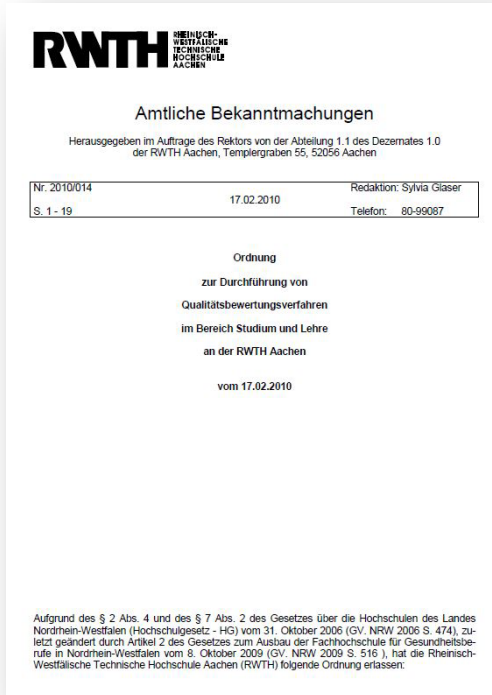 RWTH
RHEINISCH-
WESTFÄLISCHE
TECHNISCHE
HOCHSCHULE
AACHEN
Amtliche Bekanntmachungen
Herausgegeben im Auftrage des Rektors von der Abteilung 1.1 des Dezernates 1.0
der RWTH Aachen, Templergraben 55, 52056 Aachen
Nr. 2010/014
S. 1 - 19
17.02.2010
Redaktion: Sylvia Glaser
Telefon: 80-99087
Ordnung
zur Durchführung von
Qualitätsbewertungsverfahren
im Bereich Studium und Lehre
an der RWTH Aachen
vom 17.02.2010
Aufgrund des § 2 Abs. 4 und des § 7 Abs. 2 des Gesetzes über die Hochschulen des Landes
Nordrhein-Westfalen (Hochschulgesetz - HG) vom 31. Oktober 2006 (GV. NRW 2006 S. 474), zu-
letzt geändert durch Artikel 2 des Gesetzes zum Ausbau der Fachhochschule für Gesundheitsbe-
rufe in Nordrhein-Westfalen vom 8. Oktober 2009 (GV. NRW 2009 S. 516 ), hat die Rheinisch-
Westfälische Technische Hochschule Aachen (RWTH) folgende Ordnung erlassen: